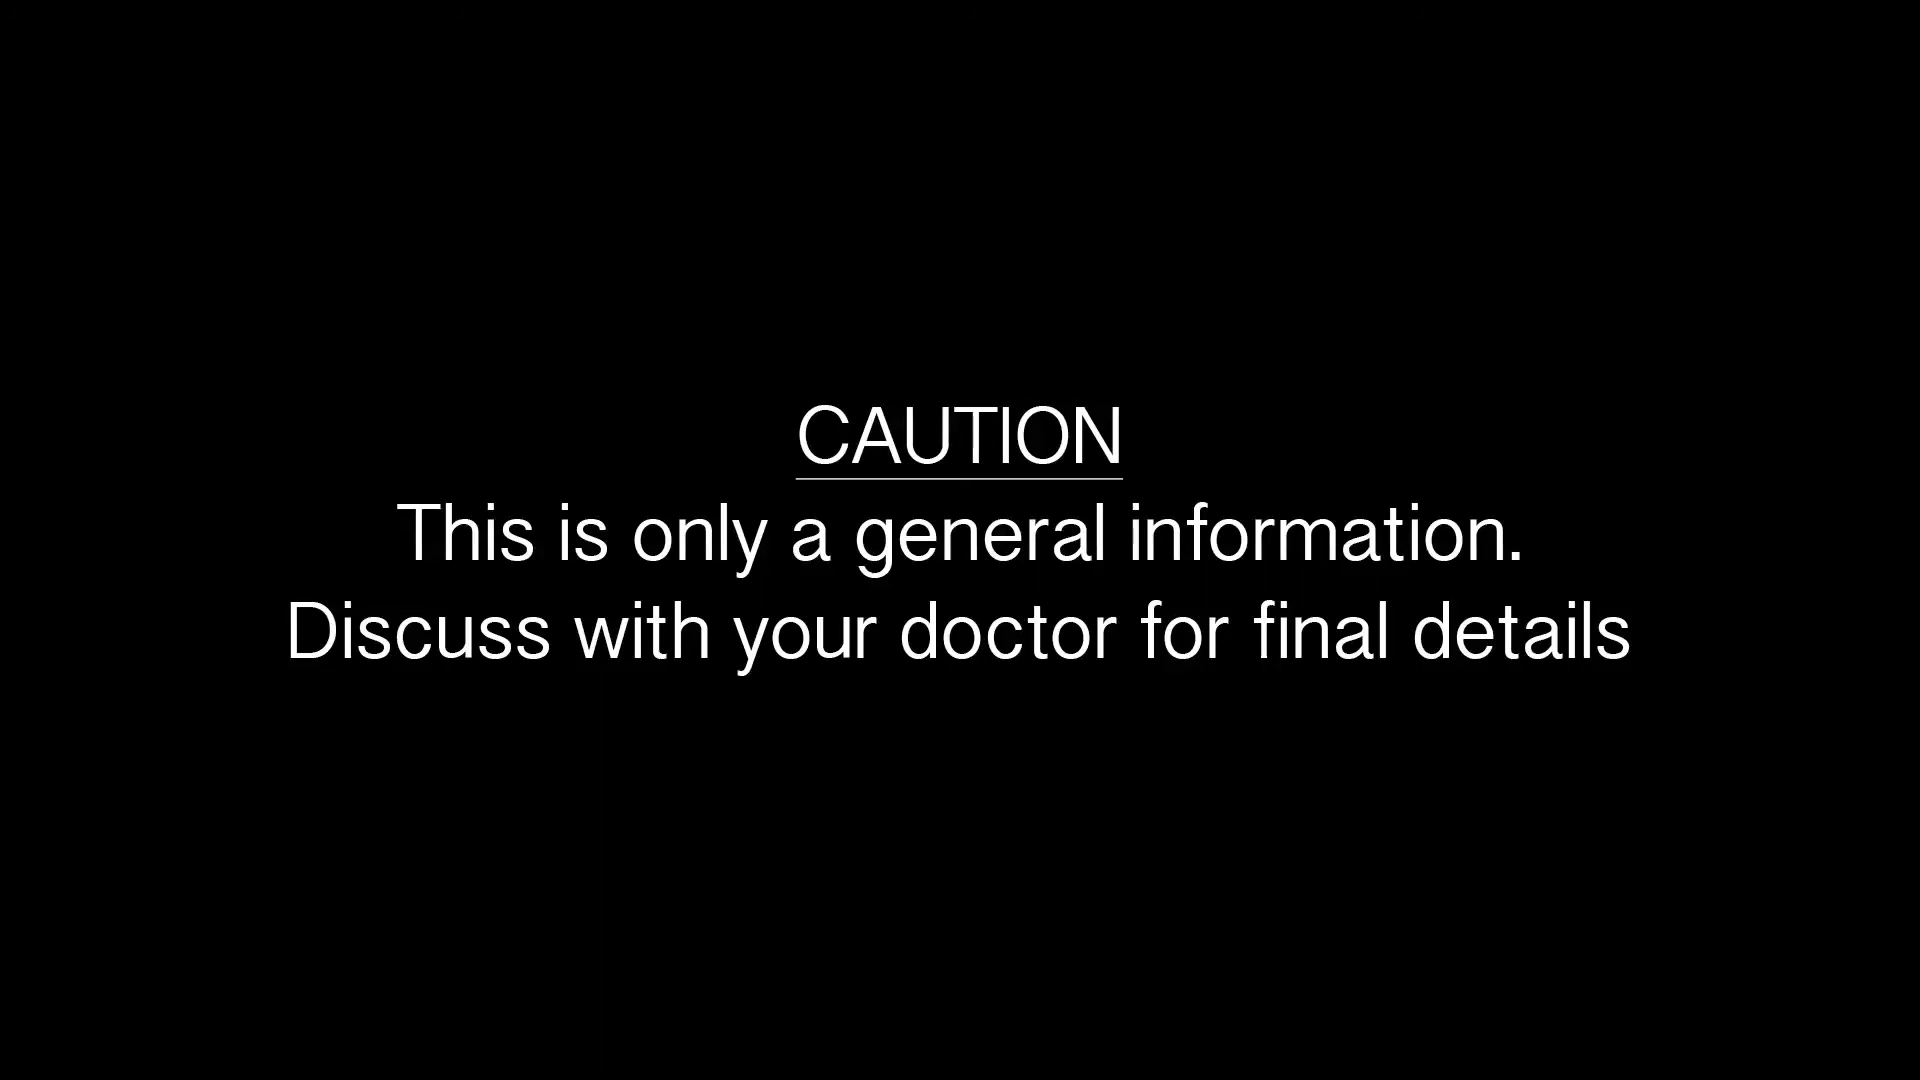 CAUTION
This is only a general information.
Discuss with your doctor for final details